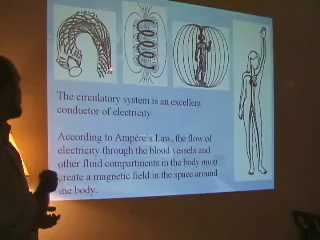 The circulatory system is an excellent
conductor of electricity
According to Ampére's Law, the flow of
electricity through the blood vessels and
other fluid compartments in the body must
create a magnetic field in the space around
the body.